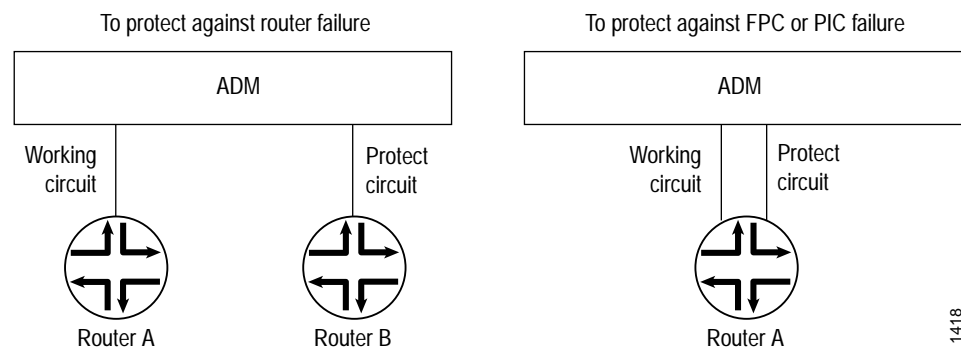 To protect against router failure
ADM
Working
circuit
Protect
circuit
Router A
Router B
To protect against FPC or PIC failure
ADM
Working
circuit
Protect
circuit
Router A
1418